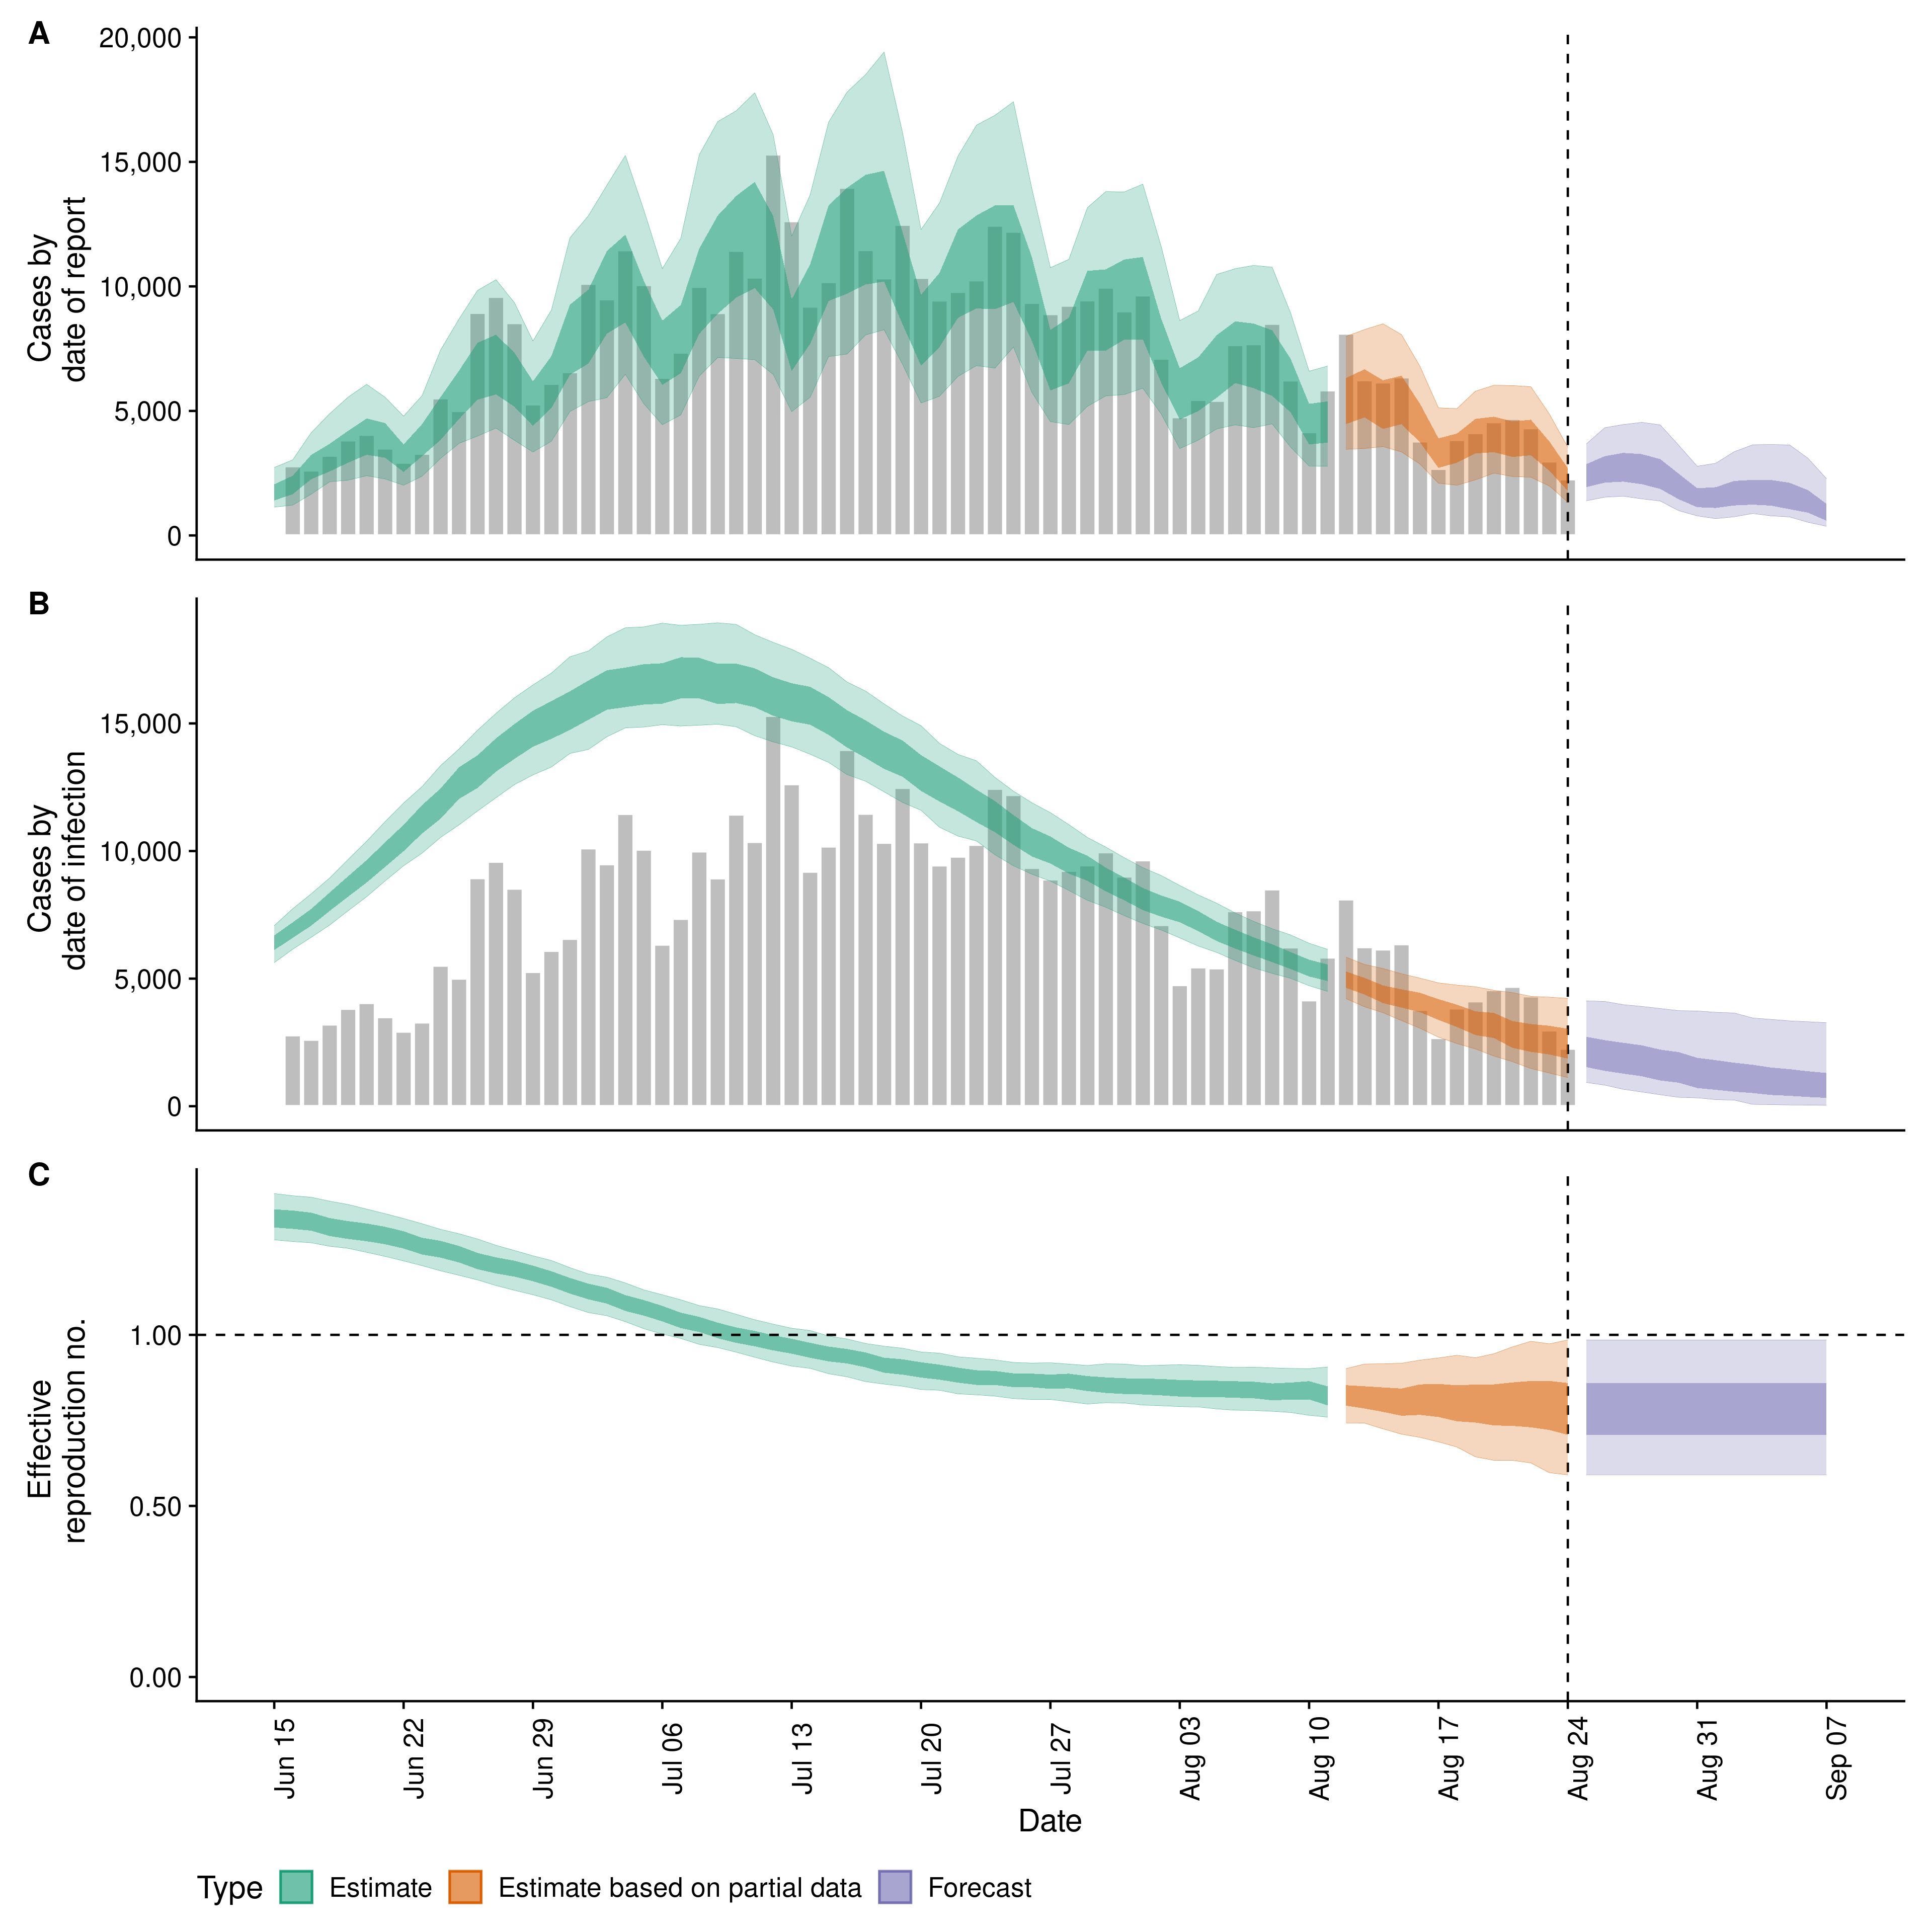 A
Cases by
date of report
20,000
15,000
10,000
5,000
0
B
Cases by
date of infection
15,000
10,000
5,000
0
C
Effective
reproduction no.
1.00
0.50
0.00
Jun 15
Jun 22
Jun 29
Jul 06
Jul 13
Jul 20
Jul 27
Aug 03
Aug 10
Aug 17
Aug 24
Aug 31
Sep 07
Date
Type Estimate Estimate based on partial data Forecast